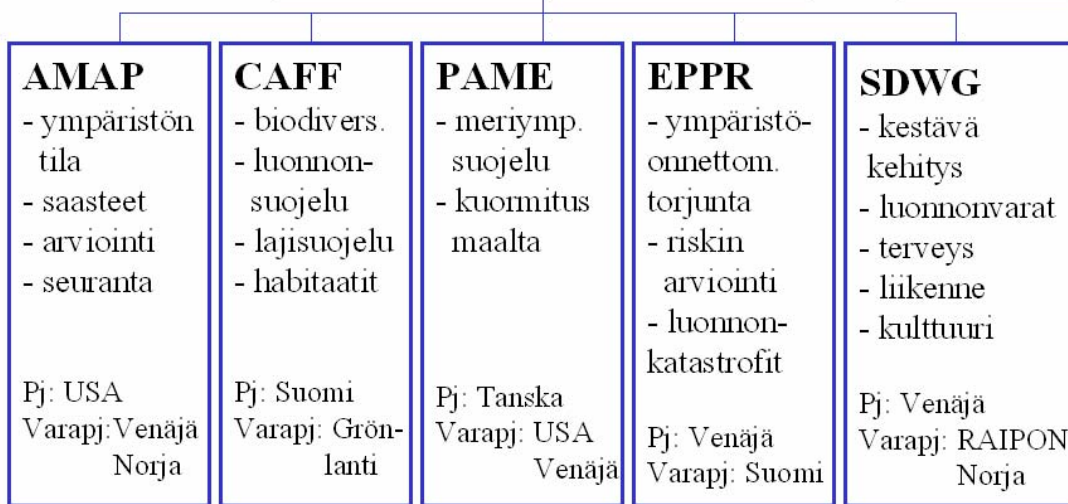 AMAP
- ympäristön
tila
- saasteet
- arviointi
- seuranta
Pj: USA
Varapj:Venäjä
Norja
CAFF
- biodivers.
- luonnon-
suojelu
- lajisuojelu
- habitaatit
Pj: Suomi
Varapj: Grön-
lanti
PAME
- meriymp.
suojelu
- kuormitus
maalta
Pj: Tanska
Varapj: USA
Venäjä
EPPR
- ympäristö-
onnettom.
torjunta
- riskin
arviointi
- luonnon-
katastrofit
Pj: Venäjä
Varapj: Suomi
SDWG
- kestävä
kehitys
- luonnonvarat
- terveys
- liikenne
- kulttuuri
Pj: Venäjä
Varapj: RAIPON
Norja